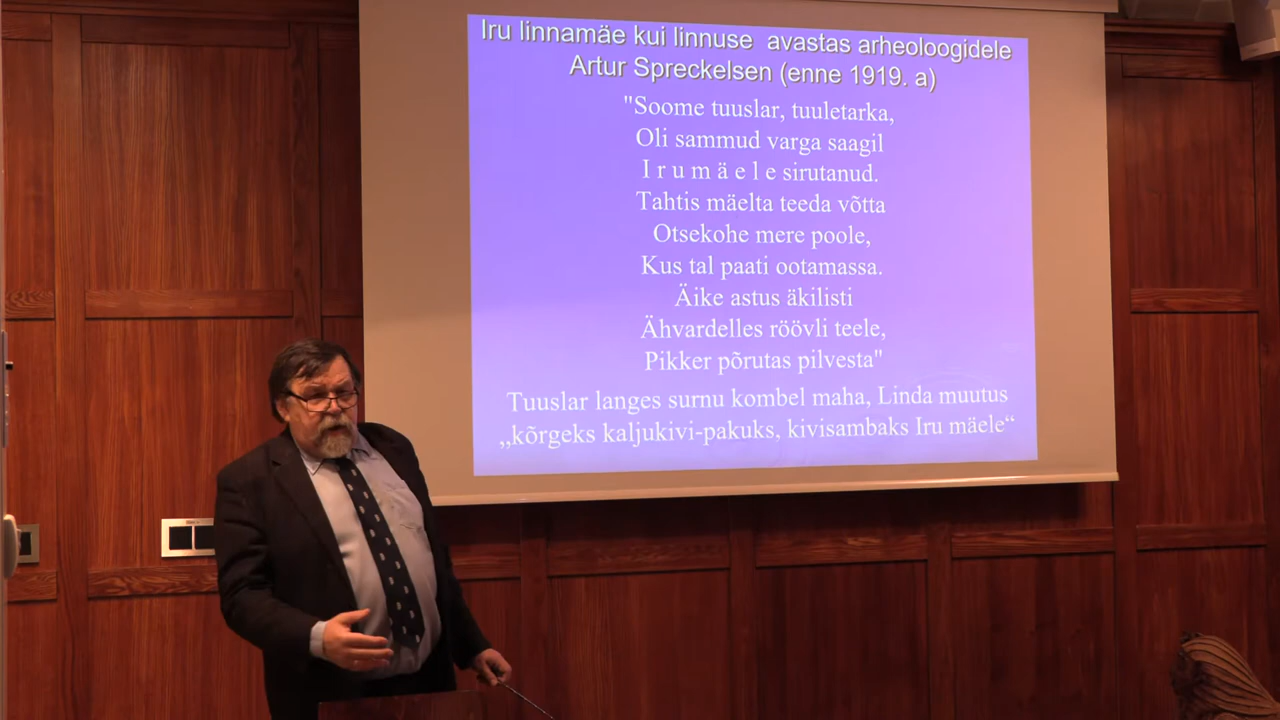 Iru linnamäe kui linnuse avastas arheoloogidele
Artur Spreckelsen (enne 1919. a)
"Soome tuuslar, tuuletarka,
Oli sammud varga saagil
I r u m ä e l e sirutanud.
Tahtis mäelta teeda võtta
Otsekohe mere poole,
Kus tal paati ootamassa.
Äike astus äkilisti
Ähvardelles röövli teele,
Pikker põrutas pilvesta"
Tuuslar langes surnu kombel maha, Linda muutus
„kõrgeks kaljukivi-pakuks, kivisambaks Iru mäele“